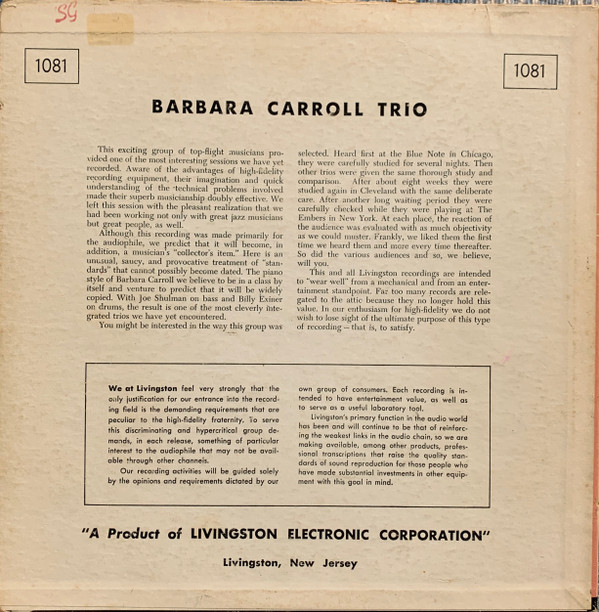 SG
1081
1081
BARBARA CARROLL TRIO
This exciting group of top-flight musicians pro-
vided one of the most interesting sessions we have yet
recorded. Aware of the advantages of high-fidelity
recording equipment, their imagination and quick
understanding of the technical problems involved
made their superb musicianship doubly effective. We
left this session with the pleasant realization that we
had been working not only with great jazz musicians
but great people, as well.
Although this recording was made primarily for
the audiophile, we predict that it will become, in
addition, a musician's "collector's item." Here is an
unusual, saucy, and provocative treatment of "stan-
dards" that cannot possibly become dated. The piano
style of Barbara Carroll we believe to be in a class by
itself and venture to predict that it will be widely
copied. With Joe Shulman on bass and Billy Exiner
on drums, the result is one of the most cleverly inte-
grated trios we have yet encountered.
You might be interested in the way this group was
selected. Heard first at the Blue Note in Chicago,
they were carefully studied for several nights. Then
other trios were given the same thorough study and
comparison. After about eight weeks they were
studied again in Cleveland with the same deliberate
care. After another long waiting period they were
carefully checked while they were playing at The
Embers in New York. At each place, the reaction of
the audience was evaluated with as much objectivity
as we could muster. Frankly, we liked them the first
time we heard them and more every time thereafter.
So did the various audiences and so, we believe,
will you.
This and all Livingston recordings are intended
to "wear well" from a mechanical and from an enter-
tainment standpoint. Far too many records are rele-
gated to the attic because they no longer hold this
value. In our enthusiasm for high-fidelity we do not
wish to lose sight of the ultimate purpose of this type
of recording – that is, to satisfy.
We at Livingston feel very strongly that the
only justification for our entrance into the record-
ing field is the demanding requirements that are
peculiar to the high-fidelity fraternity. To serve
this discriminating and hypercritical group de-
mands, in each release, something of particular
interest to the audiophile that may not be avail-
able through other channels.
Our recording activities will be guided solely
by the opinions and requirements dictated by our
own group of consumers. Each recording is in-
tended to have entertainment value, as well as
to serve as a useful laboratory tool.
Livingston's primary function in the audio world
has been and will continue to be that of reinforc-
ing the weakest links in the audio chain, so we are
making available, among other products, profes-
sional transcriptions that raise the quality stan-
dards of sound reproduction for those people who
have made substantial investments in other equip-
ment with this goal in mind.
"A Product of LIVINGSTON ELECTRONIC CORPORATION"
Livingston, New Jersey